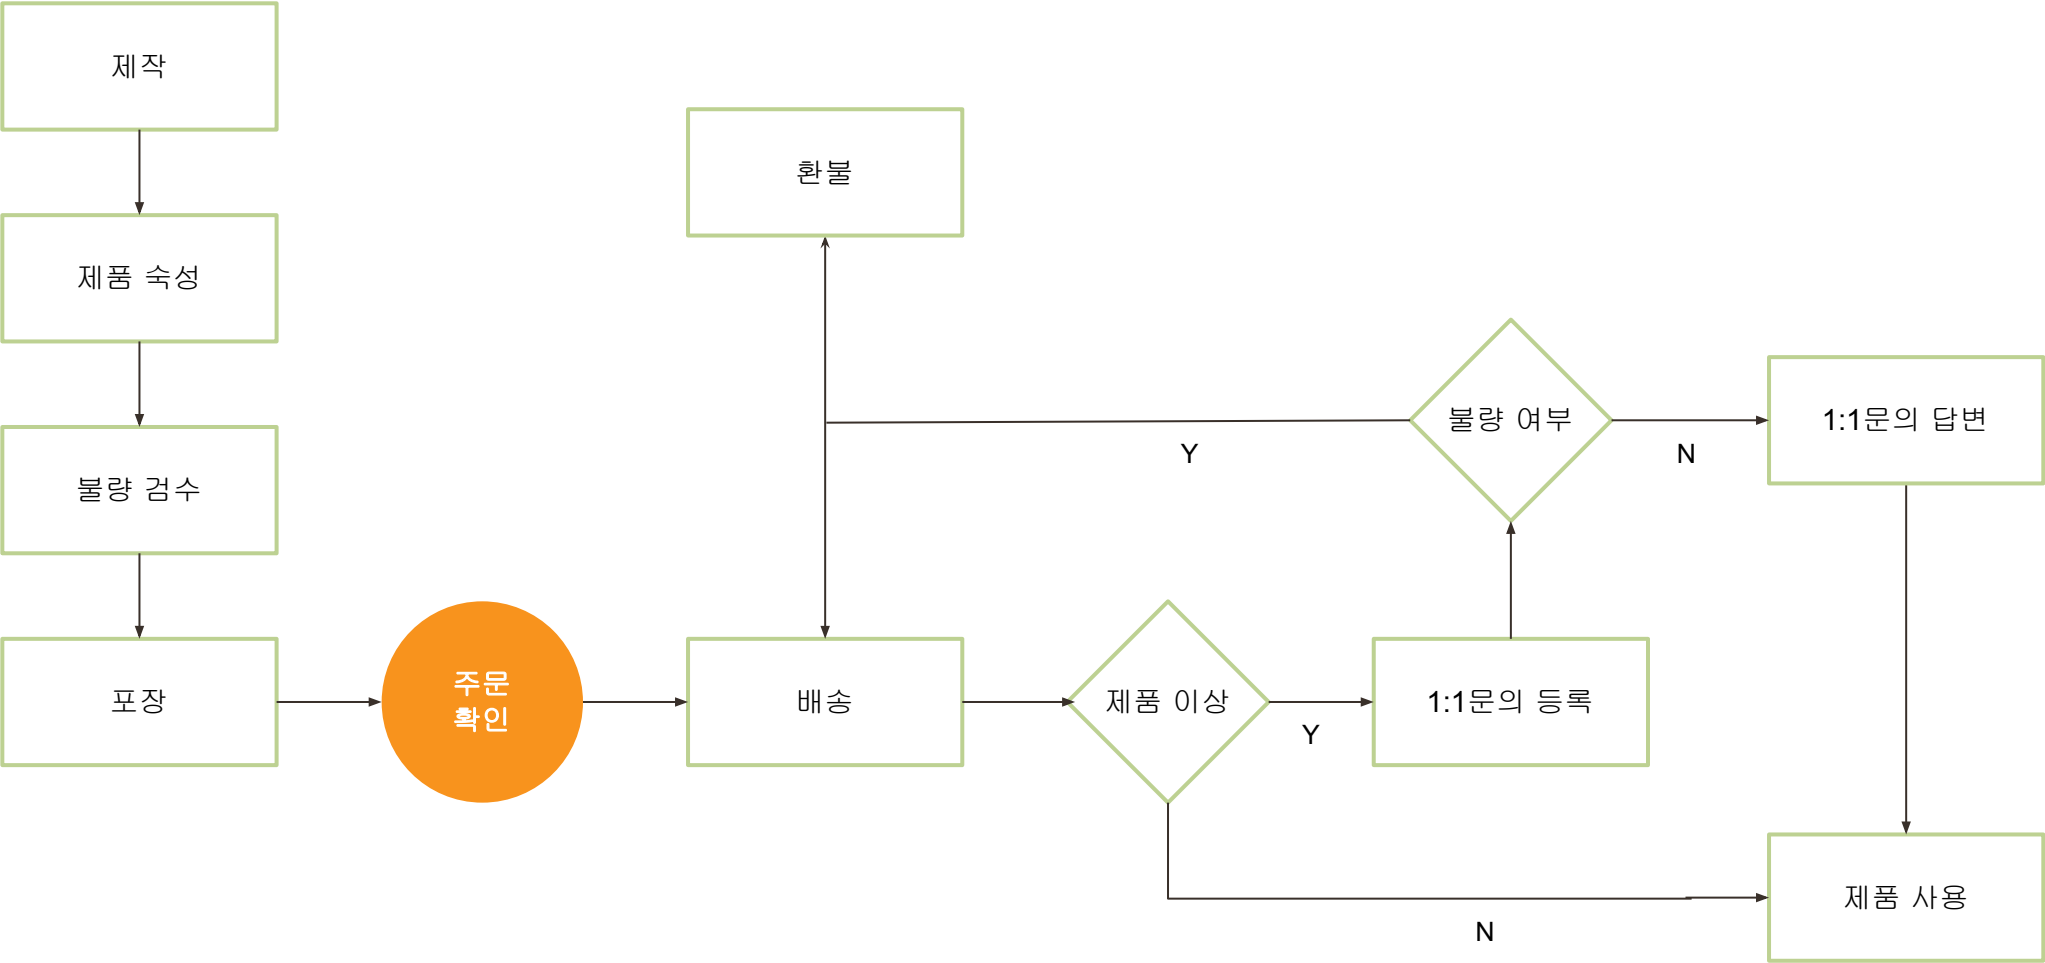 제작
환불
제품 숙성
불량 여부
1:1문의 답변
Y
N
불량 검수
포장
주문
확인
배송
제품 이상
1:1문의 등록
Y
제품 사용
N